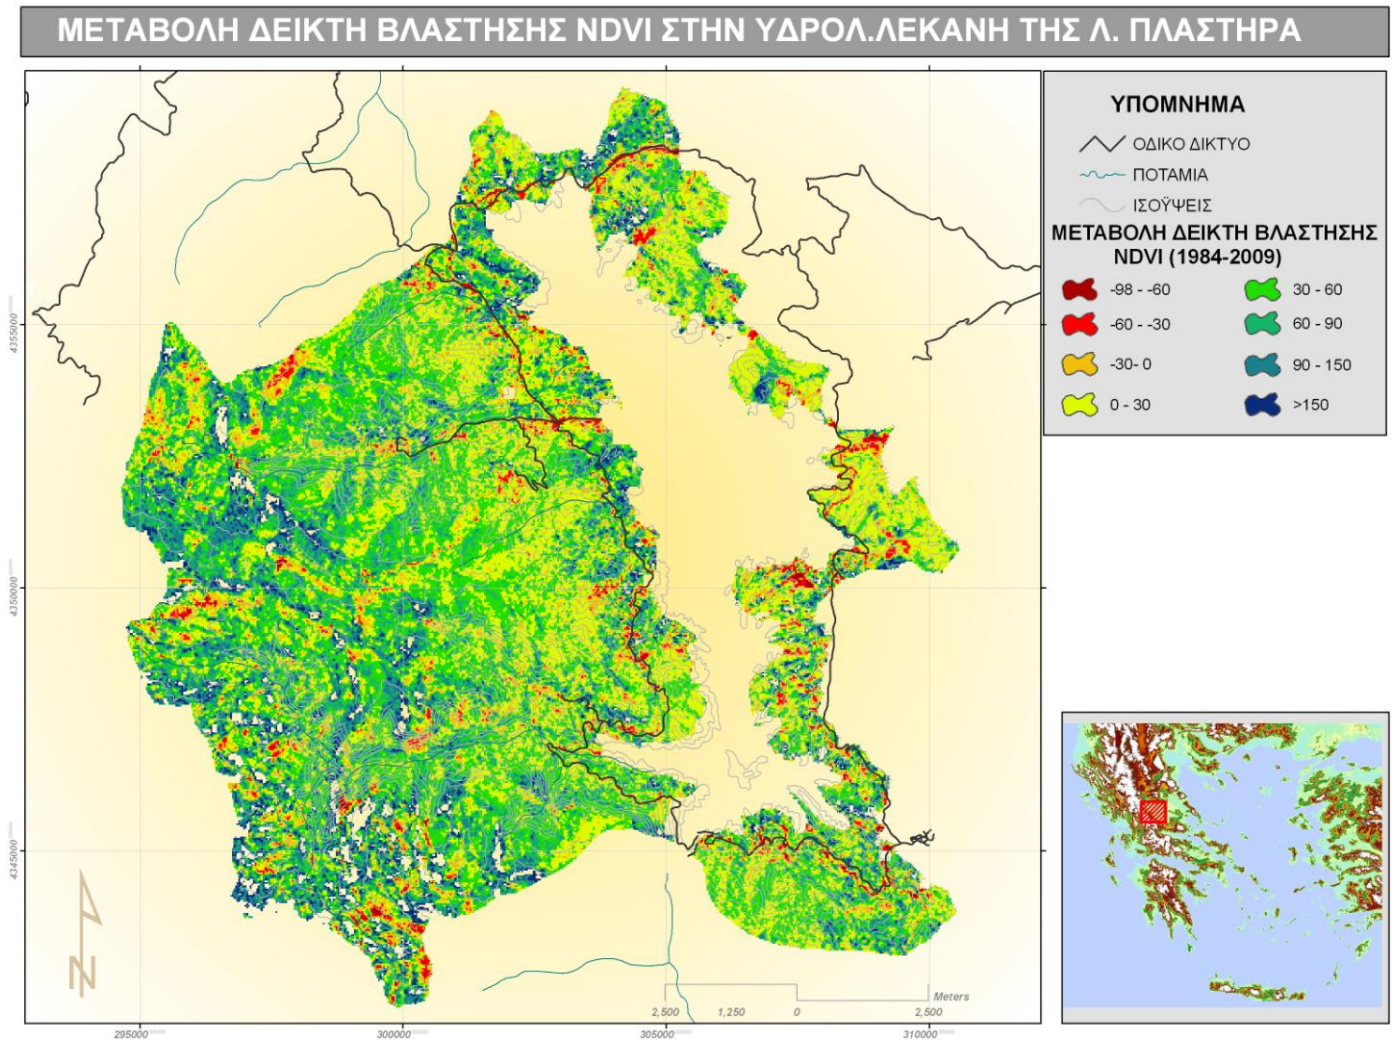 ΜΕΤΑΒΟΛΗ ΔΕΙΚΤΗ ΒΛΑΣΤΗΣΗΣ NDVI ΣΤΗΝ ΥΔΡΟΛ.ΛΕΚΑΝΗ ΤΗΣ Λ. ΠΛΑΣΤΗΡΑ
ΥΠΟΜΝΗΜΑ
ΟΔΙΚΟ ΔΙΚΤΥΟ
ΠΟΤΑΜΙΑ
ΙΣΟΫΨΕΙΣ
ΜΕΤΑΒΟΛΗ ΔΕΙΚΤΗ ΒΛΑΣΤΗΣΗΣ
NDVI (1984-2009)
-98 - -60
-60 - -30
-30- 0
0 - 30
30 - 60
60 - 90
90 - 150
>150
4355000
4350000
4345000
N
Meters
2,500 1,250 0 2,500
295000 300000 305000 310000